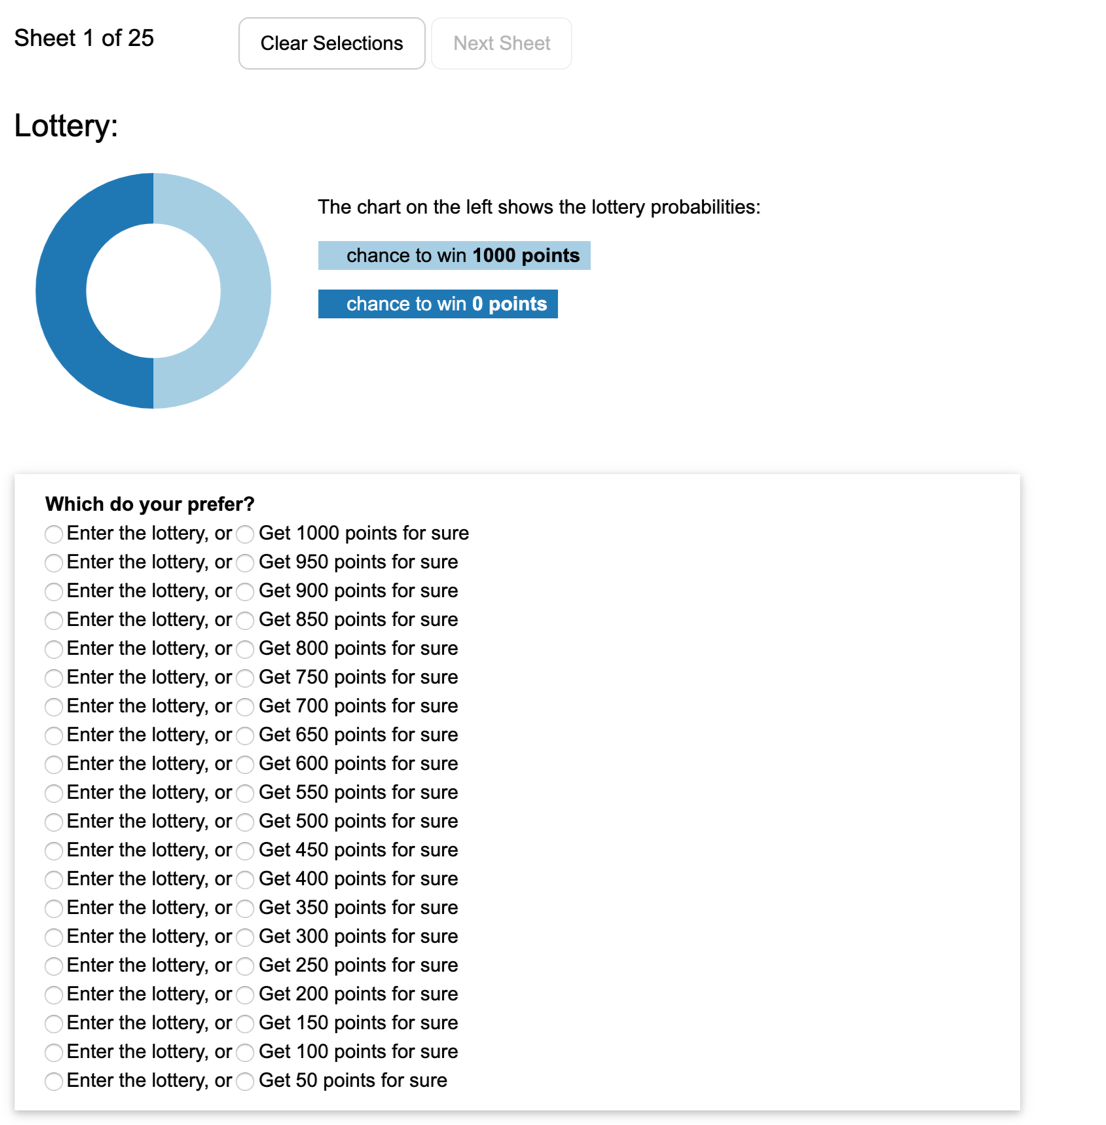 Sheet 1 of 25
Clear Selections
Next Sheet
Lottery:
The chart on the left shows the lottery probabilities:
chance to win 1000 points
chance to win 0 points
Which do your prefer?
Enter the lottery, or Get 1000 points for sure
Enter the lottery, or Get 950 points for sure
Enter the lottery, or Get 900 points for sure
Enter the lottery, or Get 850 points for sure
Enter the lottery, or Get 800 points for sure
Enter the lottery, or Get 750 points for sure
Enter the lottery, or Get 700 points for sure
Enter the lottery, or Get 650 points for sure
Enter the lottery, or Get 600 points for sure
Enter the lottery, or Get 550 points for sure
Enter the lottery, or Get 500 points for sure
Enter the lottery, or Get 450 points for sure
Enter the lottery, or Get 400 points for sure
Enter the lottery, or Get 350 points for sure
Enter the lottery, or Get 300 points for sure
Enter the lottery, or Get 250 points for sure
Enter the lottery, or Get 200 points for sure
Enter the lottery, or Get 150 points for sure
Enter the lottery, or Get 100 points for sure
Enter the lottery, or Get 50 points for sure